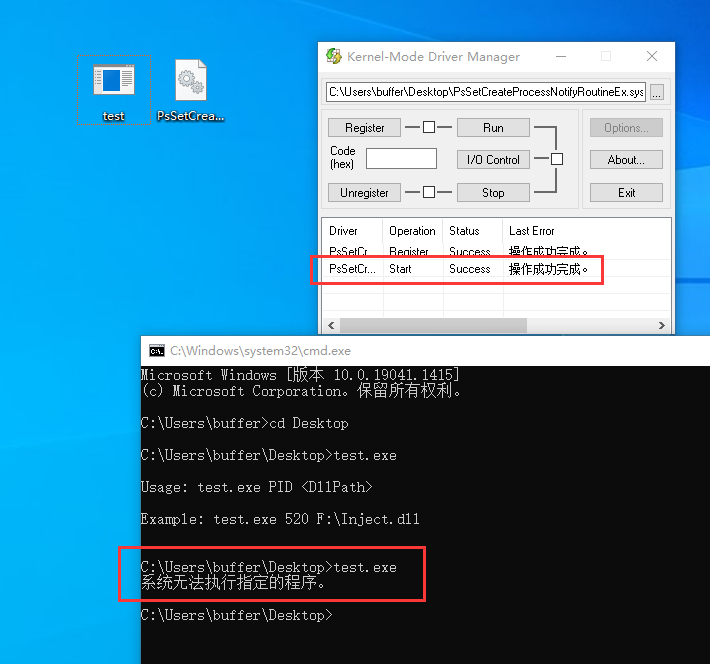 test
PsSetCrea...
Kernel-Mode Driver Manager
C:\Users\buffer\Desktop\PsSetCreateProcessNotifyRoutineEx.sys
...
Register
Run
Options...
Code
(hex)
I/O Control
About...
Unregister
Stop
Exit
Driver Operation Status Last Error
PsSetCr... Register Success 操作成功完成。
PsSetCr... Start Success 操作成功完成。
C:\Windows\system32\cmd.exe
Microsoft Windows [版本 10.0.19041.1415]
(c) Microsoft Corporation。保留所有权利。
C:\Users\buffer>cd Desktop
C:\Users\buffer\Desktop>test.exe
Usage: test.exe PID <DllPath>
Example: test.exe 520 F:\Inject.dll
C:\Users\buffer\Desktop>test.exe
系统无法执行指定的程序。
C:\Users\buffer\Desktop>